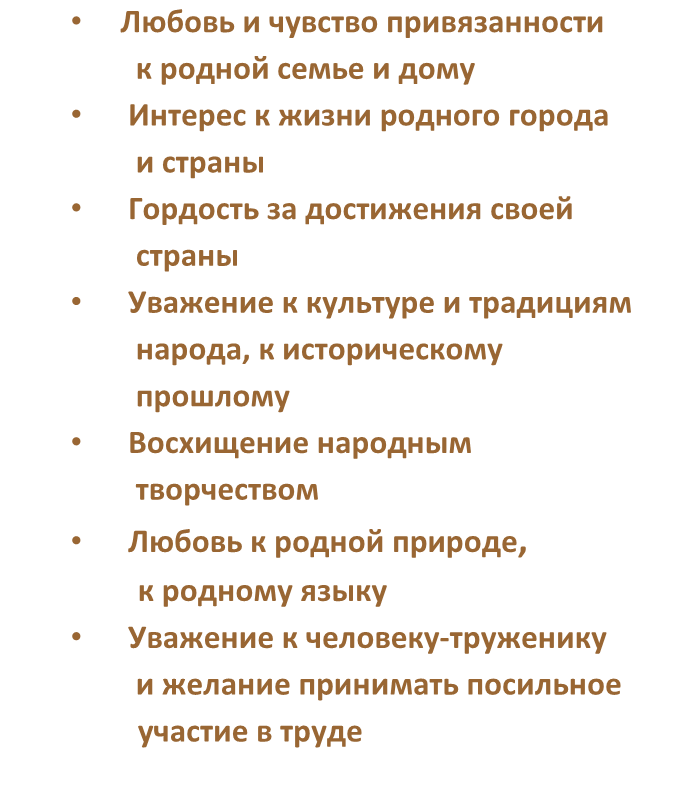 • Любовь и чувство привязанности
к родной семье и дому
• Интерес к жизни родного города
и страны
• Гордость за достижения своей
страны
• Уважение к культуре и традициям
народа, к историческому
прошлому
• Восхищение народным
творчеством
• Любовь к родной природе,
к родному языку
• Уважение к человеку-труженику
и желание принимать посильное
участие в труде